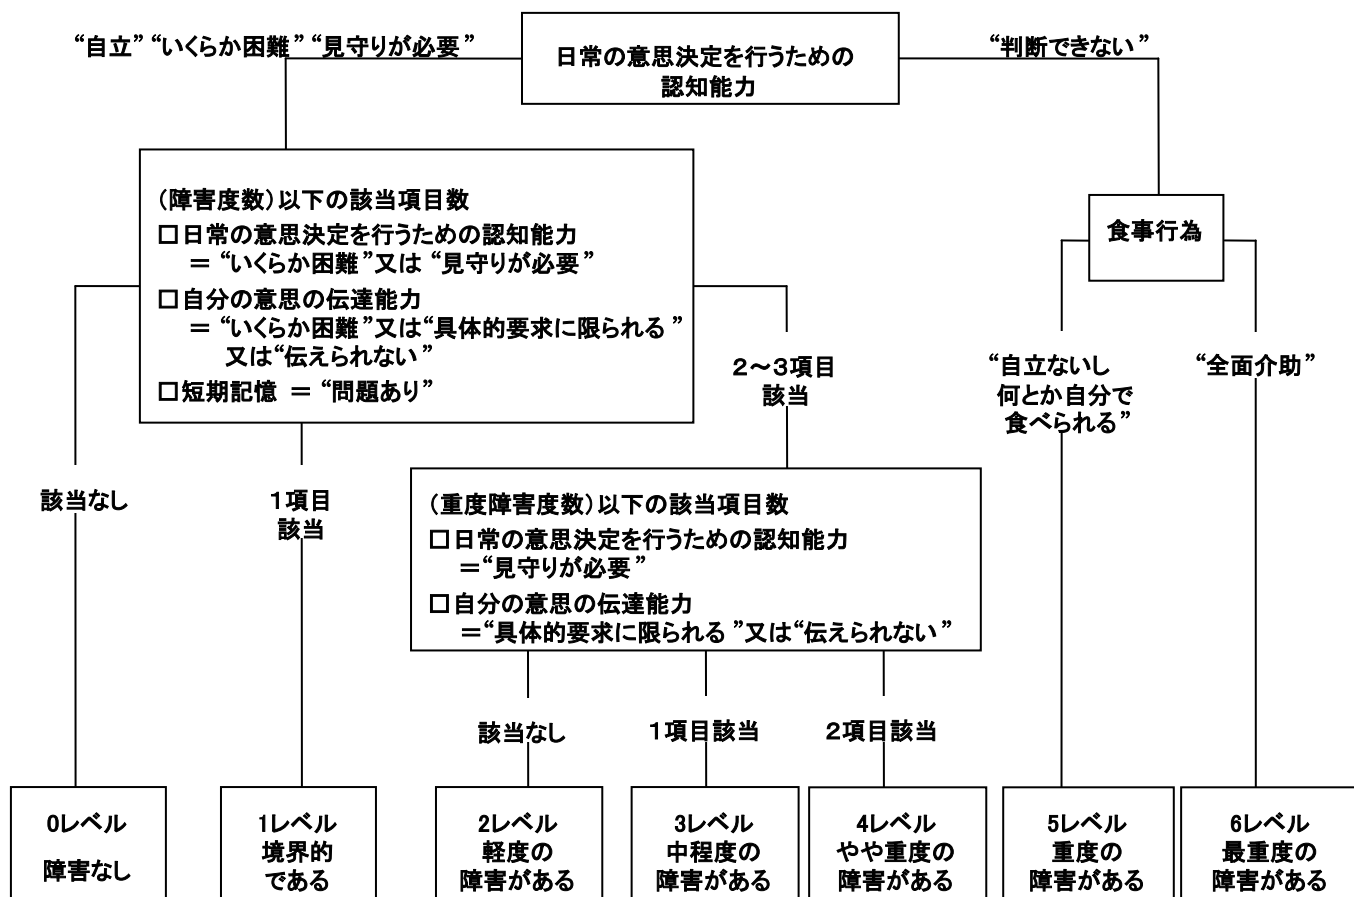 “自立” “いくらか困難” “見守りが必要”
日常の意思決定を行うための
認知能力
“判断できない”
（障害度数）以下の該当項目数
□日常の意思決定を行うための認知能力
＝ “いくらか困難”又は “見守りが必要”
□自分の意思の伝達能力
＝ “いくらか困難”又は“具体的要求に限られる”
又は“伝えられない”
□短期記憶 ＝ “問題あり”
食事行為
２～３項目
該当
“自立ないし
何とか自分で
食べられる”
“全面介助”
該当なし
１項目
該当
（重度障害度数）以下の該当項目数
□日常の意思決定を行うための認知能力
＝“見守りが必要”
□自分の意思の伝達能力
＝“具体的要求に限られる”又は“伝えられない”
該当なし
１項目該当
２項目該当
0レベル
障害なし
1レベル
境界的
である
2レベル
軽度の
障害がある
3レベル
中程度の
障害がある
4レベル
やや重度の
障害がある
5レベル
重度の
障害がある
6レベル
最重度の
障害がある